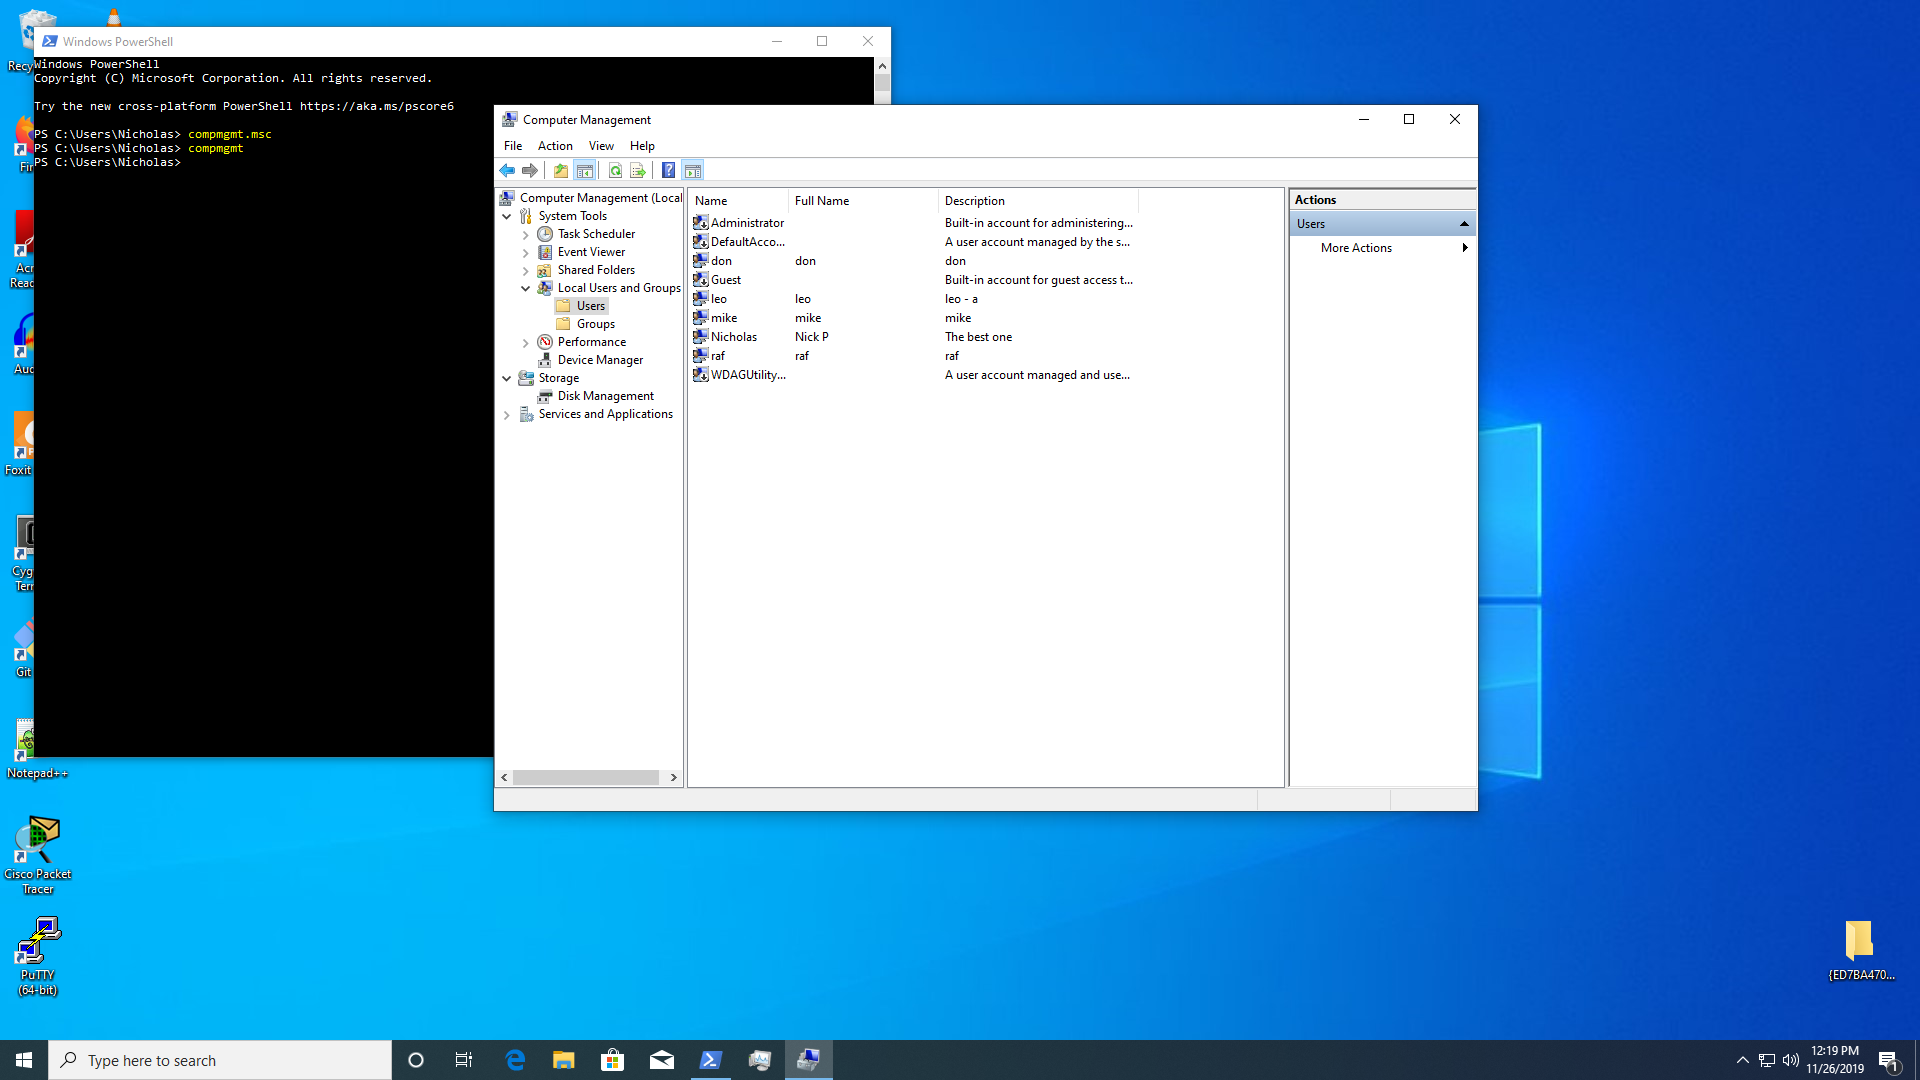 Recy
Windows PowerShell
Windows PowerShell
Copyright (C) Microsoft Corporation. All rights reserved.
Try the new cross-platform PowerShell https://aka.ms/pscore6
PS C:\Users\Nicholas> compmgmt.msc
PS C:\Users\Nicholas> compmgmt
PS C:\Users\Nicholas>
Computer Management
File Action View Help
Computer Management (Local
System Tools
Task Scheduler
Event Viewer
Shared Folders
Local Users and Groups
Users
Groups
Performance
Device Manager
Storage
Disk Management
Services and Applications
Name Full Name Description
Administrator Built-in account for administering...
DefaultAcco... A user account managed by the s...
don don don
Guest Built-in account for guest access t...
leo leo leo - a
mike mike mike
Nicholas Nick P The best one
raf raf raf
WDAGUtility... A user account managed and use...
Actions
Users
More Actions
Fir
Acr
Read
Aud
Foxit
Cyg
Tern
Git
Notepad++
Cisco Packet
Tracer
PuTTY
(64-bit)
{ED7BA470...
Type here to search
12:19 PM
11/26/2019
1